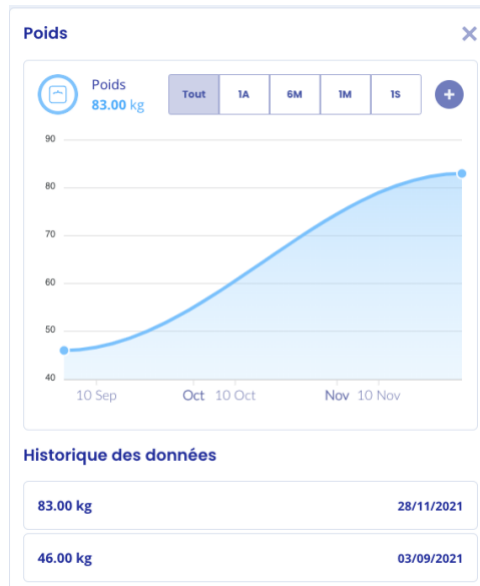 Poids
Poids
83.00 kg
Tout 1A 6M 1M 1S
90
80
70
60
50
40
10 Sep Oct 10 Oct Nov 10 Nov
Historique des données
83.00 kg 28/11/2021
46.00 kg 03/09/2021